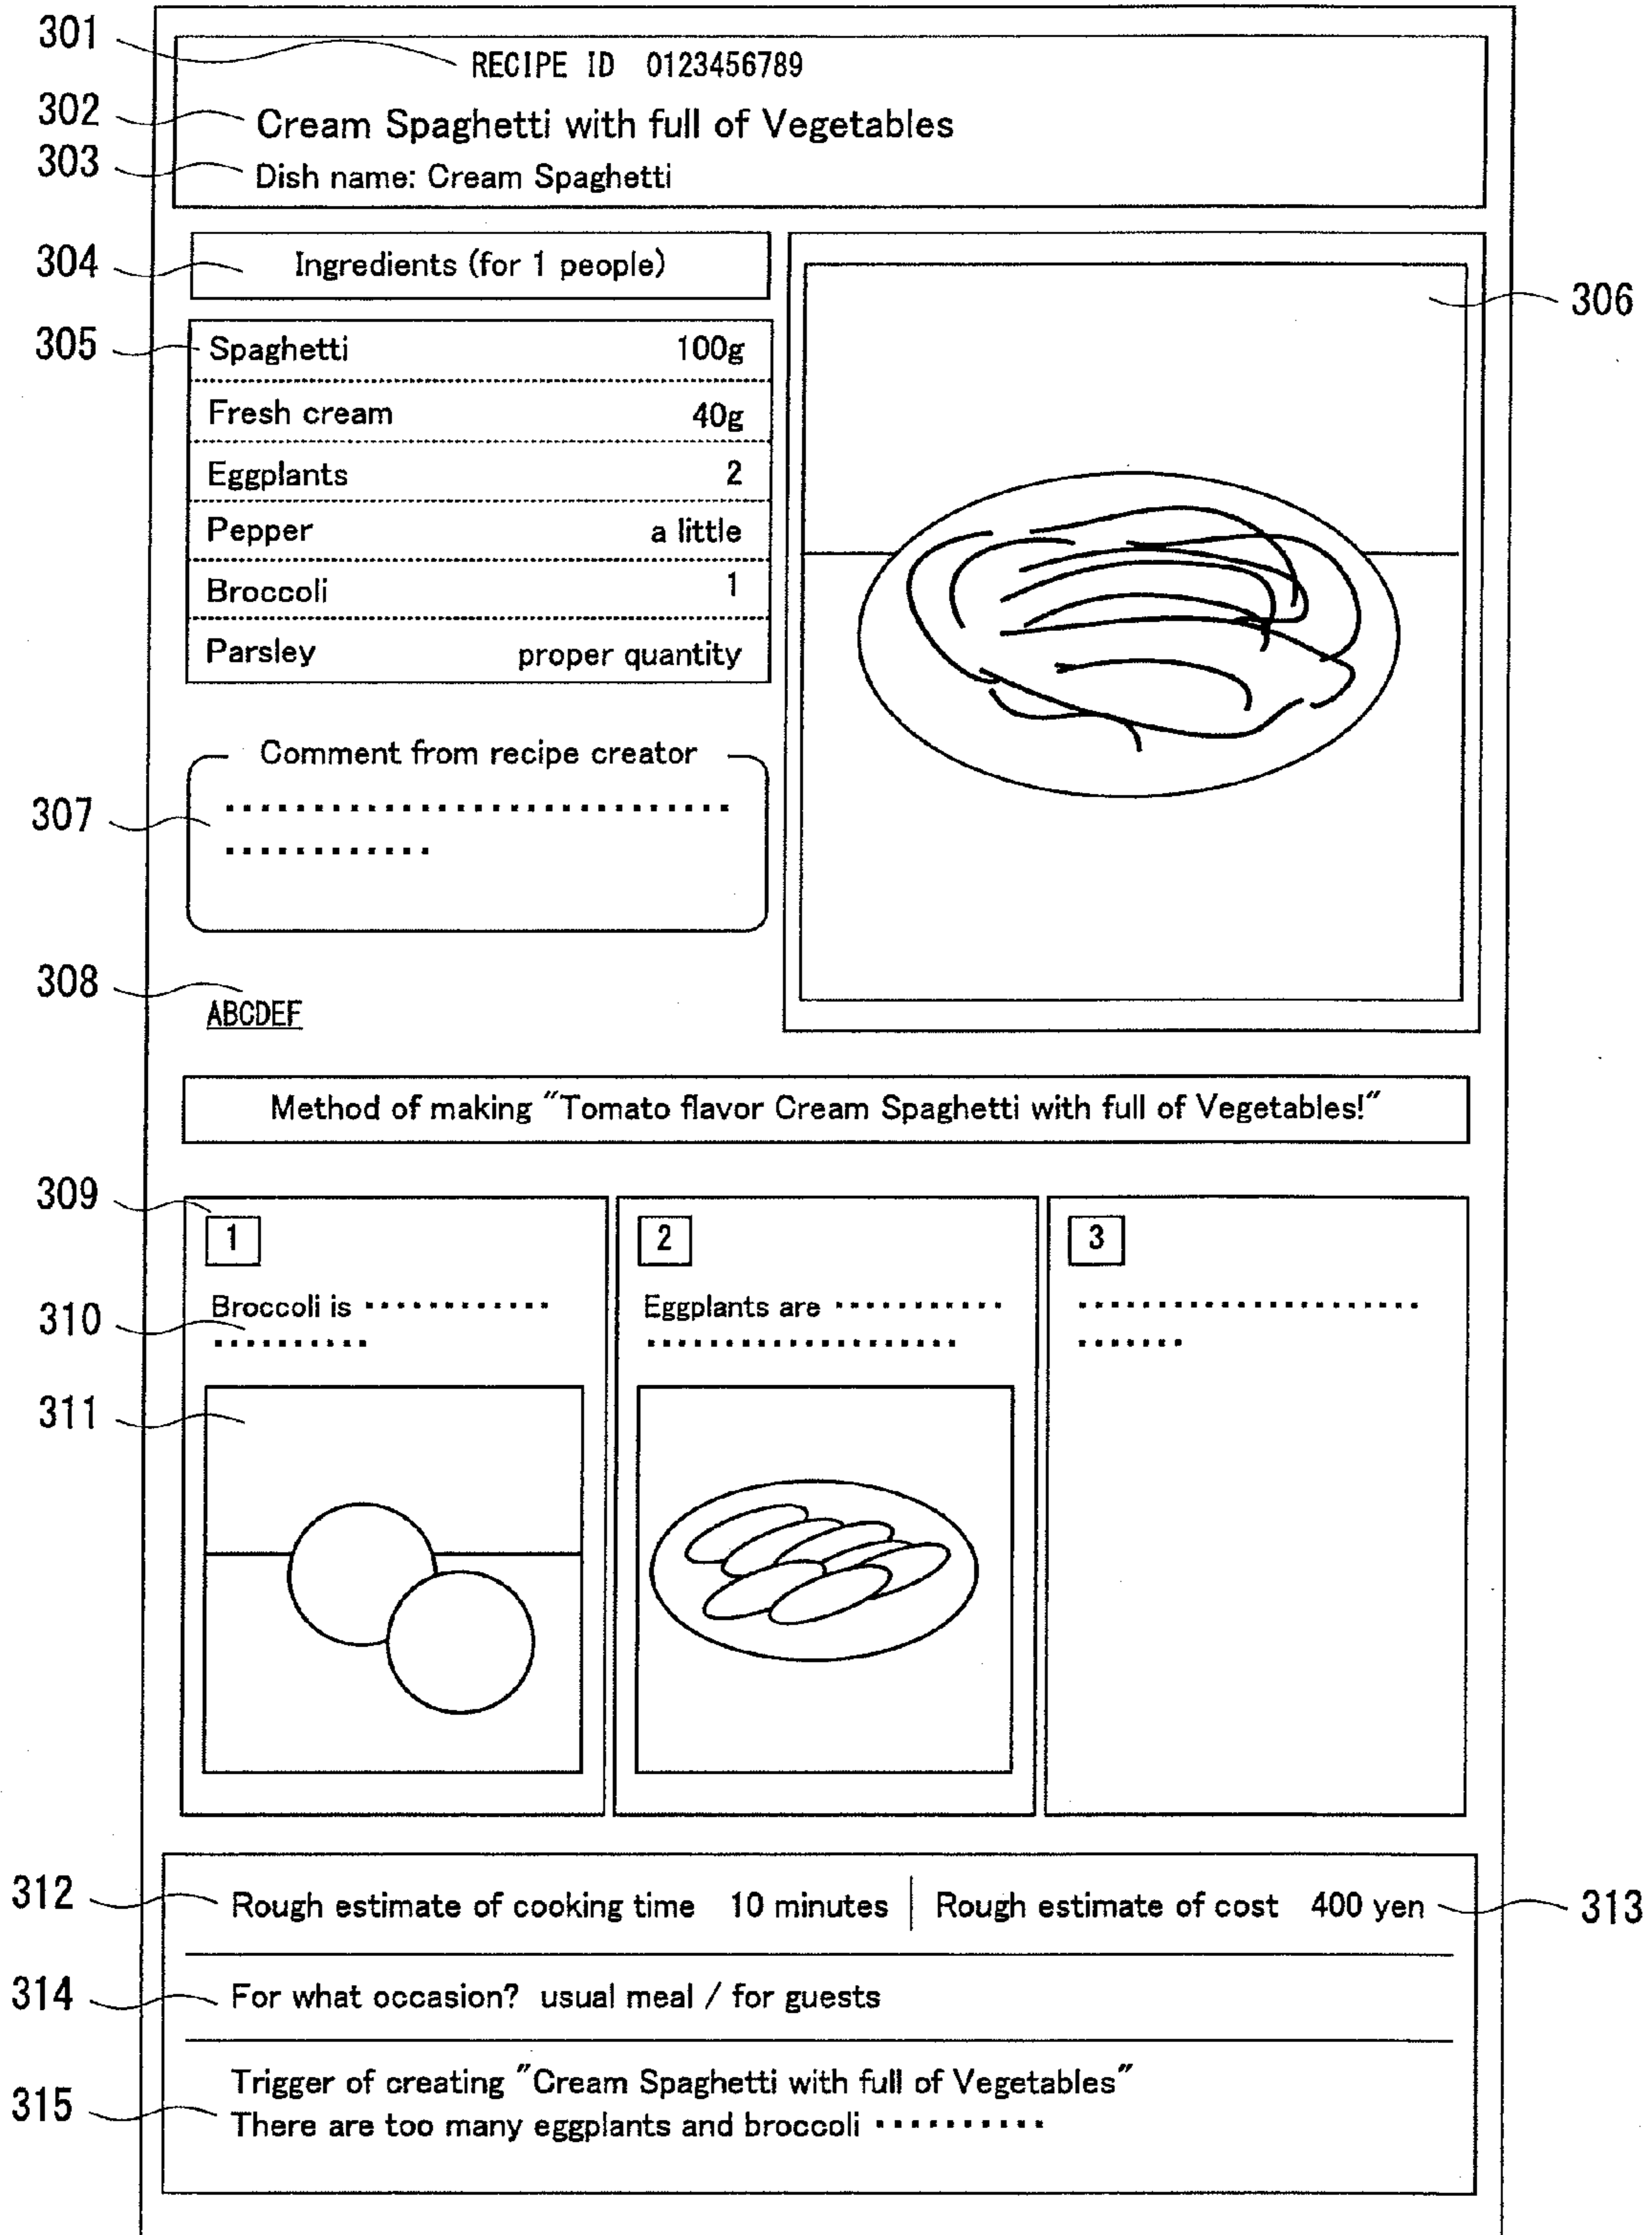 301
RECIPE ID 0123456789
302
Cream Spaghetti with full of Vegetables
303
Dish name: Cream Spaghetti
304
Ingredients (for 1 people)
305
306
Spaghetti 100g
Fresh cream 40g
Eggplants 2
Pepper a little
Broccoli 1
Parsley proper quantity
Comment from recipe creator
307
308
ABCDEF
Method of making "Tomato flavor Cream Spaghetti with full of Vegetables!"
309
1
2
3
Broccoli is ············
Eggplants are ···········
310
311
312
Rough estimate of cooking time 10 minutes | Rough estimate of cost 400 yen
313
314
For what occasion? usual meal / for guests
Trigger of creating "Cream Spaghetti with full of Vegetables"
315
There are too many eggplants and broccoli ··········